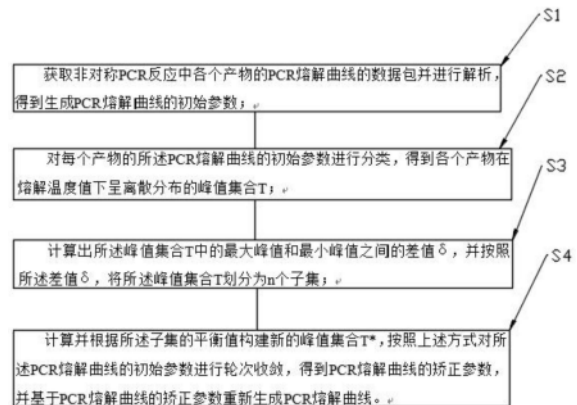 S1
获取非对称PCR反应中各个产物的PCR熔解曲线的数据包并进行解析，
得到生成PCR熔解曲线的初始参数；
S2
对每个产物的所述PCR熔解曲线的初始参数进行分类，得到各个产物在
熔解温度值下呈离散分布的峰值集合T；
S3
计算出所述峰值集合T中的最大峰值和最小峰值之间的差值δ，并按照
所述差值δ，将所述峰值集合T划分为n个子集；
S4
计算并根据所述子集的平衡值构建新的峰值集合T*，按照上述方式对所
述PCR熔解曲线的初始参数进行轮次收敛，得到PCR熔解曲线的矫正参数，
并基于PCR熔解曲线的矫正参数重新生成PCR熔解曲线。